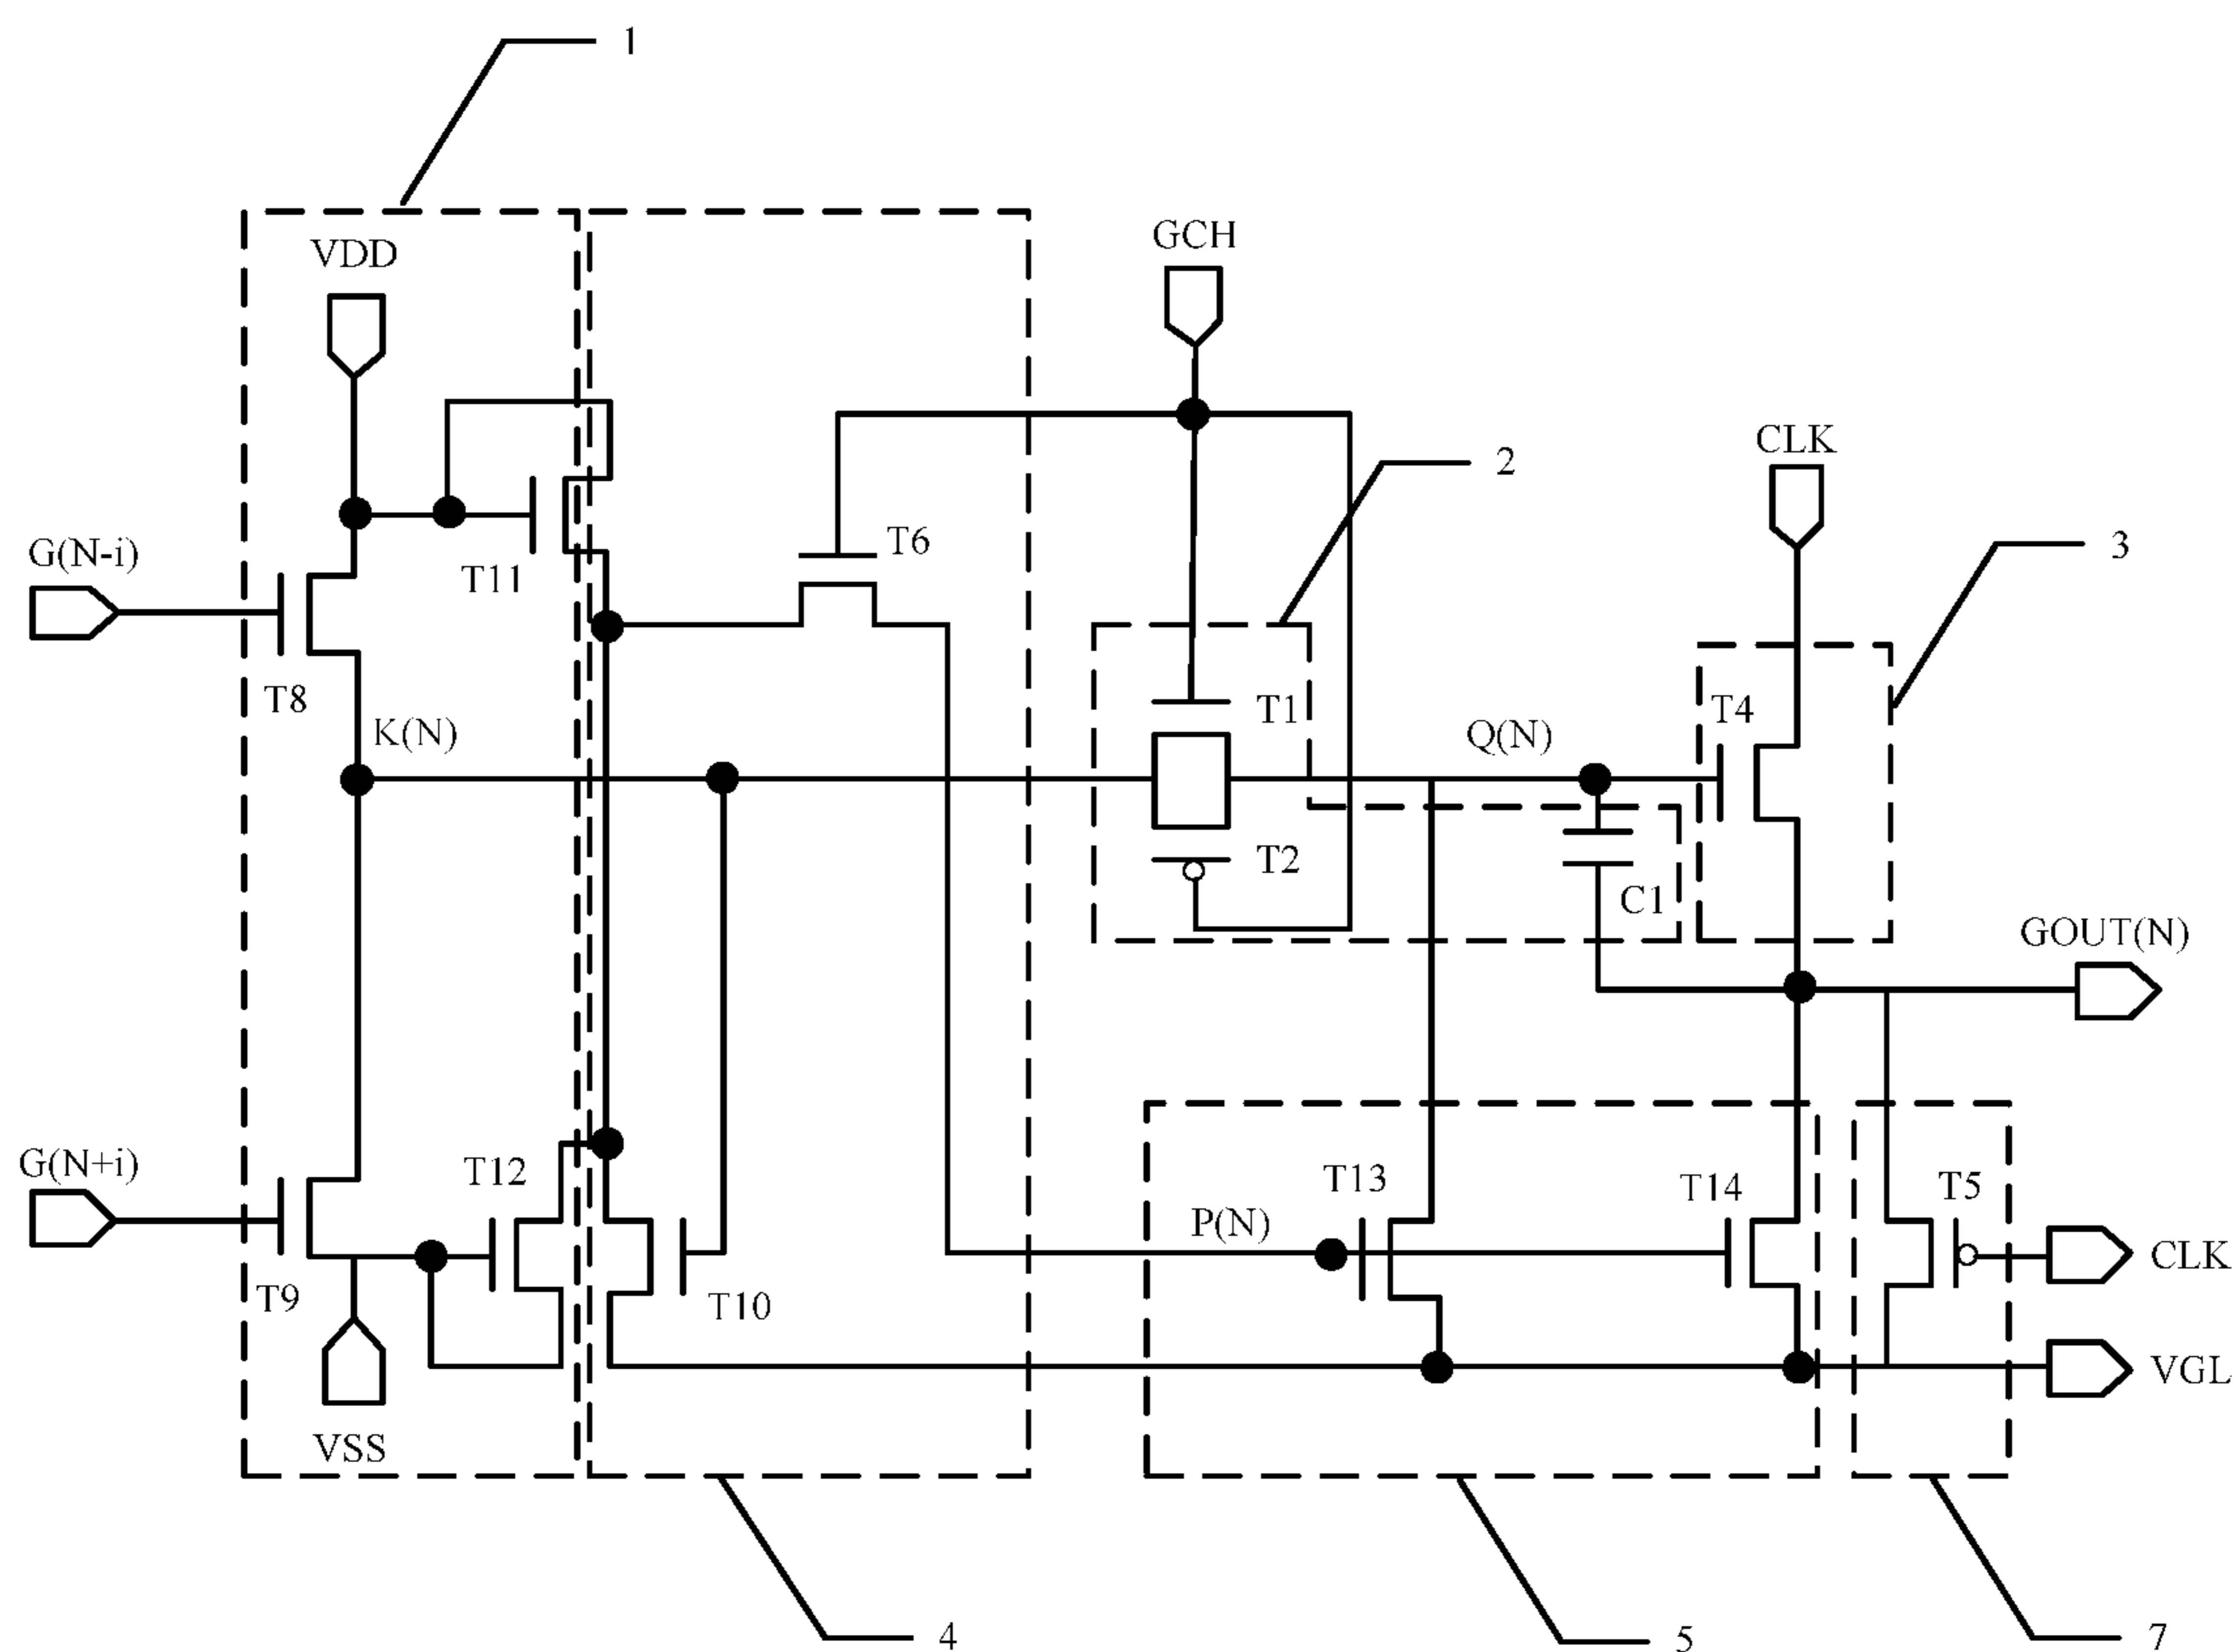 1
VDD
GCH
CLK
2
3
G(N-i)
T11
T6
T8
K(N)
T1
Q(N)
T4
T2
C1
GOUT(N)
G(N+i)
T12
T13
T14
T5
P(N)
CLK
T9
T10
VGL
VSS
4
5
7